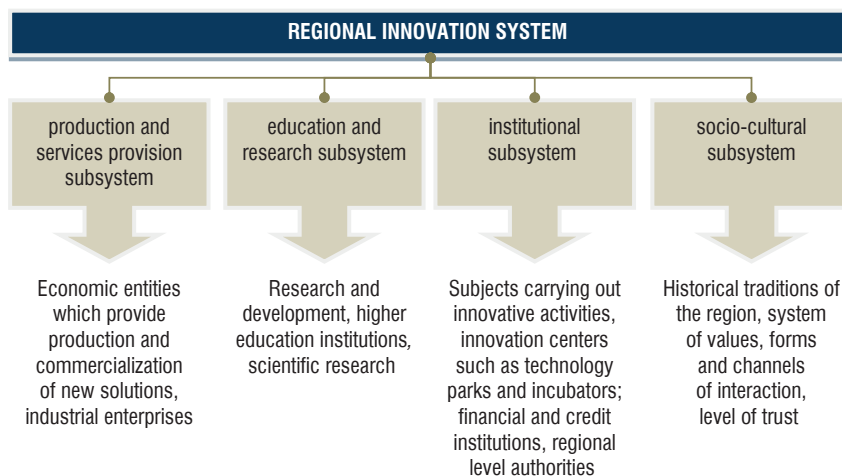 REGIONAL INNOVATION SYSTEM
production and
services provision
subsystem
education and
research subsystem
institutional
subsystem
socio-cultural
subsystem
Economic entities
which provide
production and
commercialization
of new solutions,
industrial enterprises
Research and
development, higher
education institutions,
scientific research
Subjects carrying out
innovative activities,
innovation centers
such as technology
parks and incubators;
financial and credit
institutions, regional
level authorities
Historical traditions of
the region, system
of values, forms
and channels
of interaction,
level of trust